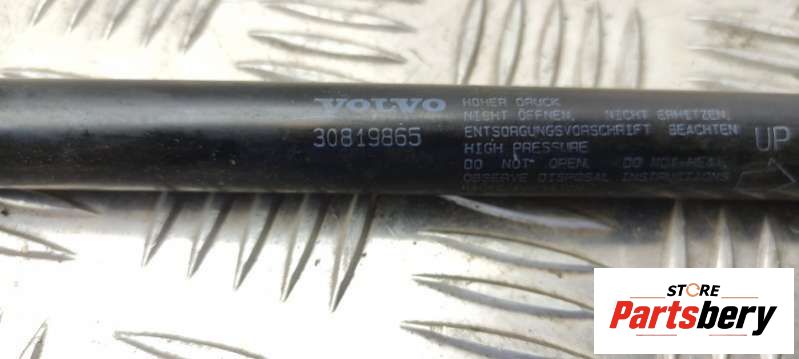 VOLVO
30819865
HOHER DRUCK
NICHT ÖFFNEN. NICHT ERHITZEN.
ENTSORGUNGSVORSCHRIFT BEACHTEN
HIGH PRESSURE
DO NOT OPEN. DO NOT HEAT.
OBSERVE DISPOSAL INSTRUCTIONS
UP
STORE
Partsbery